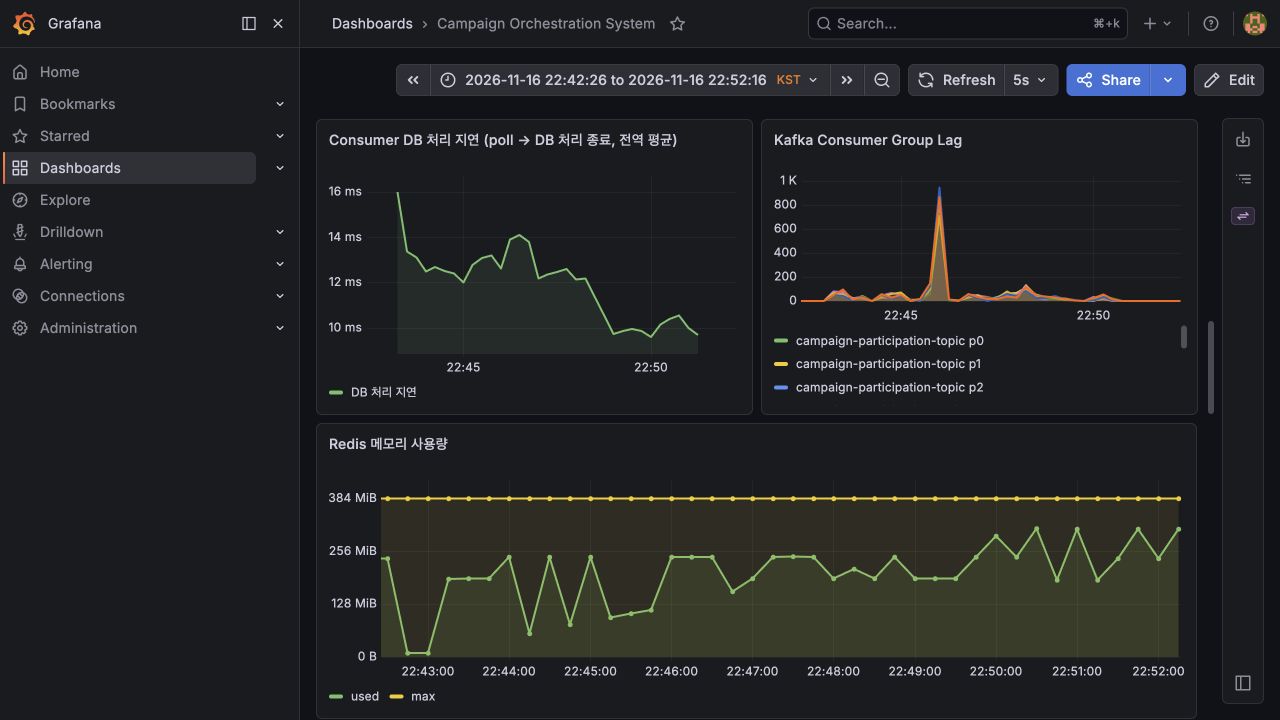 Grafana
Dashboards › Campaign Orchestration System
Search...
⌘+k
Home
Bookmarks
Starred
Dashboards
Explore
Drilldown
Alerting
Connections
Administration
2026-11-16 22:42:26 to 2026-11-16 22:52:16 KST
Refresh
5s
Share
Edit
Consumer DB 처리 지연 (poll → DB 처리 종료, 전역 평균)
16 ms
14 ms
12 ms
10 ms
22:45 22:50
DB 처리 지연
Kafka Consumer Group Lag
1 K
800
600
400
200
0
22:45 22:50
campaign-participation-topic p0
campaign-participation-topic p1
campaign-participation-topic p2
Redis 메모리 사용량
384 MiB
256 MiB
128 MiB
0 B
22:43:00 22:44:00 22:45:00 22:46:00 22:47:00 22:48:00 22:49:00 22:50:00 22:51:00 22:52:00
used max